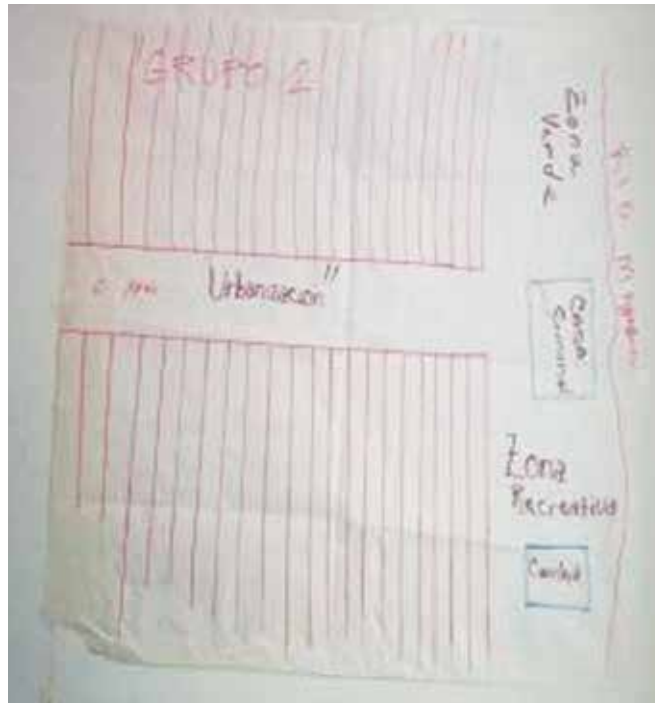 GRUPO 2
Zona
Verde
Urbanizacion"
Casa
Comunal
Zona
Recreativa
Cancha